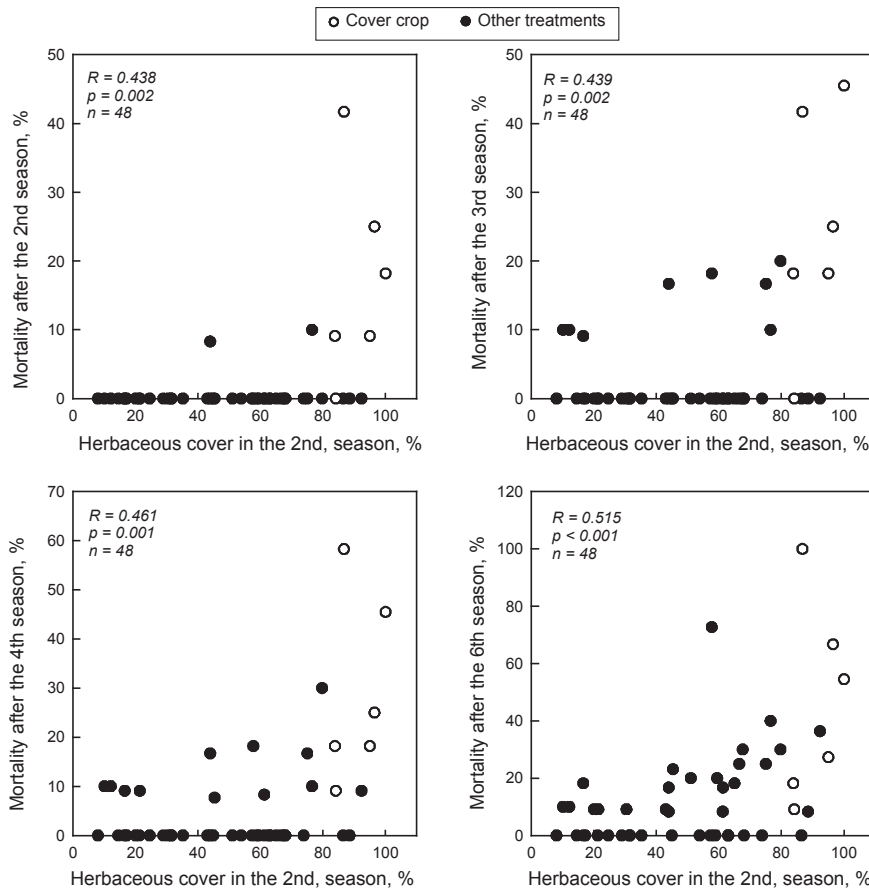 Cover crop Other treatments
50
40
30
20
10
0
R = 0.438
p = 0.002
n = 48
0 20 40 60 80 100
Mortality after the 2nd season, %
Herbaceous cover in the 2nd, season, %
50
40
30
20
10
0
R = 0.439
p = 0.002
n = 48
0 20 40 60 80 100
Mortality after the 3rd season, %
Herbaceous cover in the 2nd, season, %
70
60
50
40
30
20
10
0
R = 0.461
p = 0.001
n = 48
0 20 40 60 80 100
Mortality after the 4th season, %
Herbaceous cover in the 2nd, season, %
120
100
80
60
40
20
0
R = 0.515
p < 0.001
n = 48
0 20 40 60 80 100
Mortality after the 6th season, %
Herbaceous cover in the 2nd, season, %